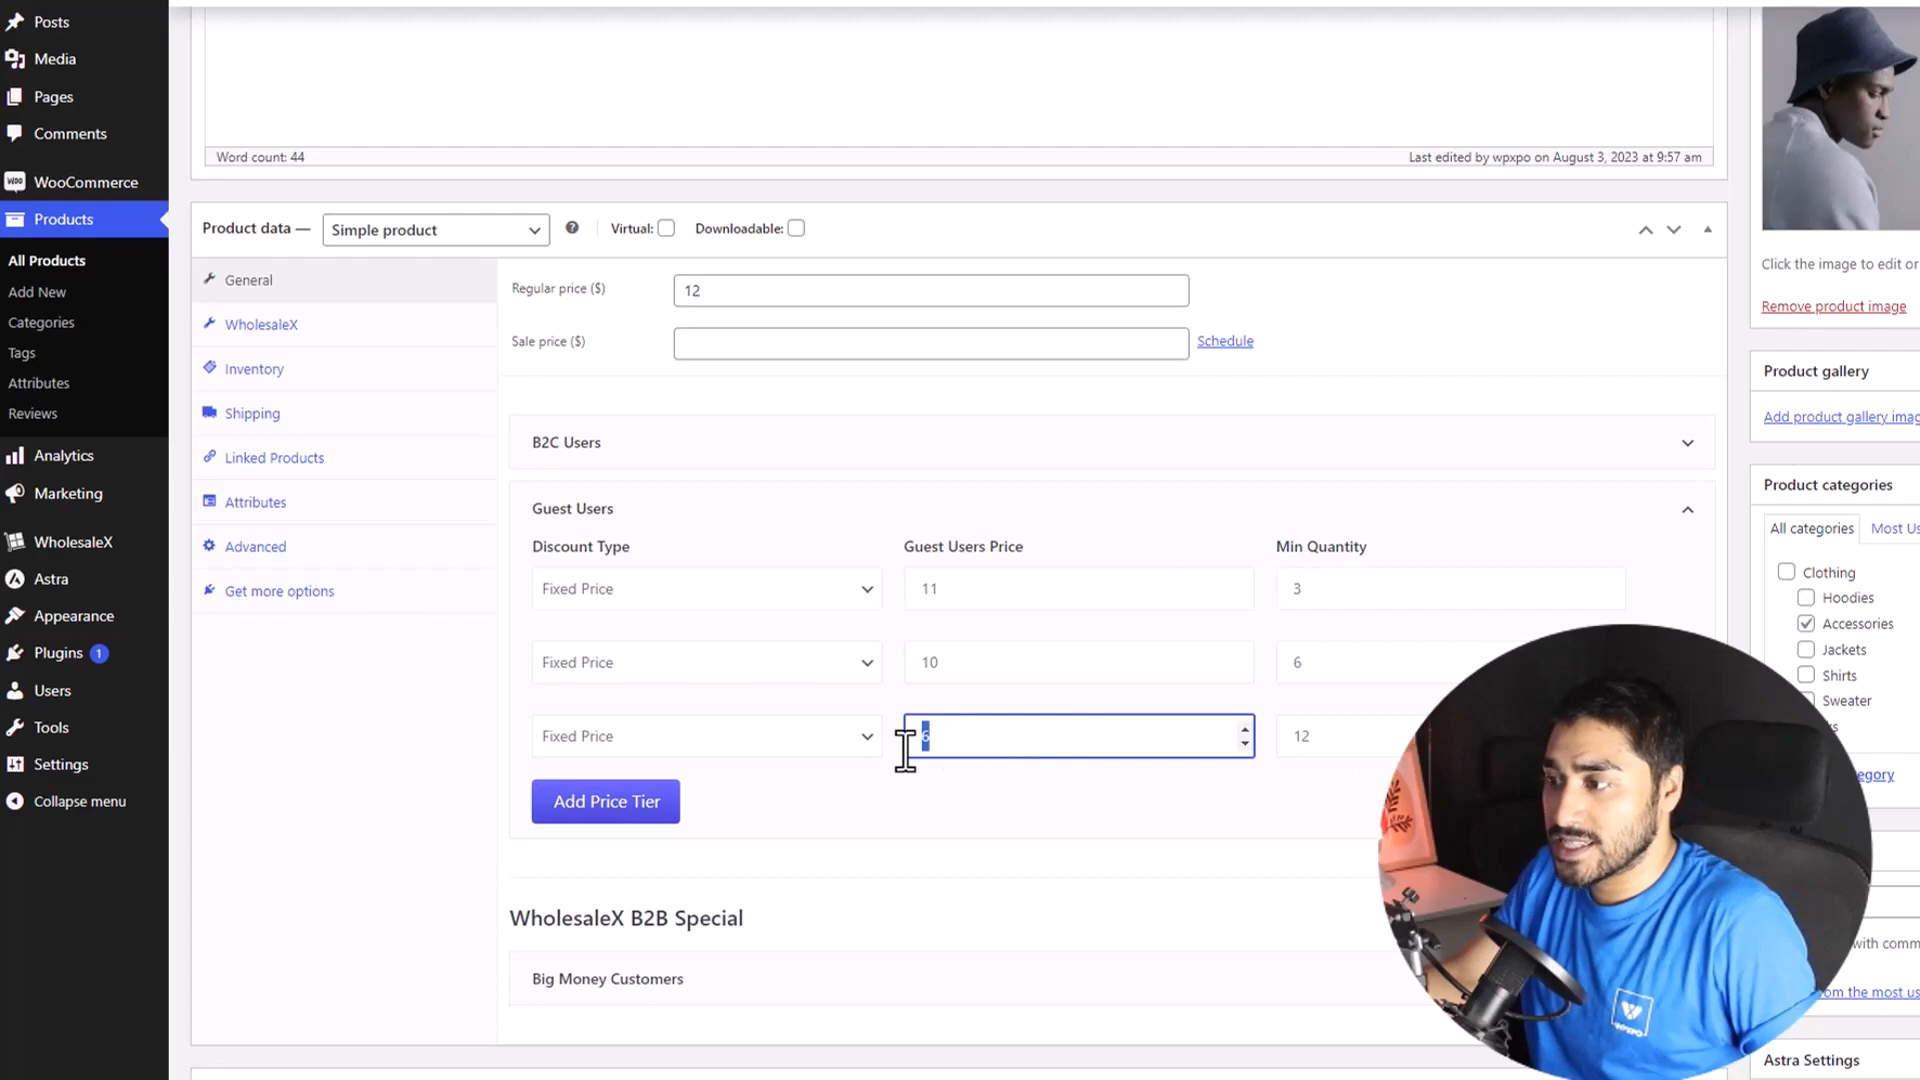 Posts
Media
Pages
Comments
WOO WooCommerce
Products
All Products
Add New
Categories
Tags
Attributes
Reviews
Analytics
Marketing
WholesaleX
Astra
Appearance
Plugins 1
Users
Tools
Settings
Collapse menu
Word count: 44
Last edited by wpxpo on August 3, 2023 at 9:57 am
Product data — Simple product
Virtual:
Downloadable:
General
WholesaleX
Inventory
Shipping
Linked Products
Attributes
Advanced
Get more options
Regular price ($) 12
Sale price ($) Schedule
B2C Users
Guest Users
Discount Type Guest Users Price Min Quantity
Fixed Price 11 3
Fixed Price 10 6
Fixed Price 6 12
Add Price Tier
WholesaleX B2B Special
Big Money Customers
Click the image to edit or
Remove product image
Product gallery
Add product gallery imag
Product categories
All categories Most Us
Clothing
Hoodies
Accessories
Jackets
Shirts
Sweater
ks
egory
with comm
om the most us
Astra Settings
WPXPO